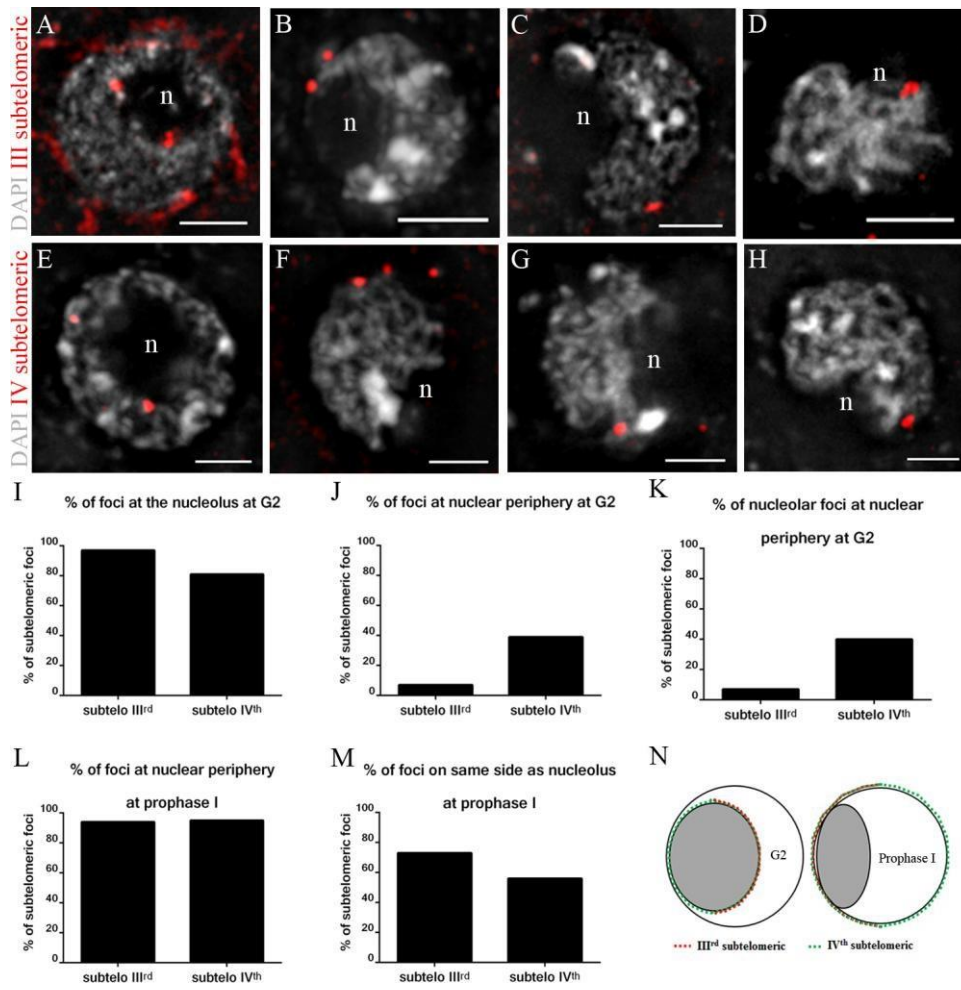 DAPI III subtelomeric
A
n
B
n
C
n
D
n
DAPI IV subtelomeric
E
n
F
n
G
n
H
n
I
% of foci at the nucleolus at G2
% of subtelomeric foci
100
80
60
40
20
0
subtelo IIIrd
subtelo IVth
J
% of foci at nuclear periphery at G2
% of subtelomeric foci
100
80
60
40
20
0
subtelo IIIrd
subtelo IVth
K
% of nucleolar foci at nuclear
periphery at G2
% of subtelomeric foci
100
80
60
40
20
0
subtelo IIIrd
subtelo IVth
L
% of foci at nuclear periphery
at prophase I
% of subtelomeric foci
100
80
60
40
20
0
subtelo IIIrd
subtelo IVth
M
% of foci on same side as nucleolus
at prophase I
% of subtelomeric foci
100
80
60
40
20
0
subtelo IIIrd
subtelo IVth
N
G2
Prophase I
IIIrd subtelomeric
IVth subtelomeric